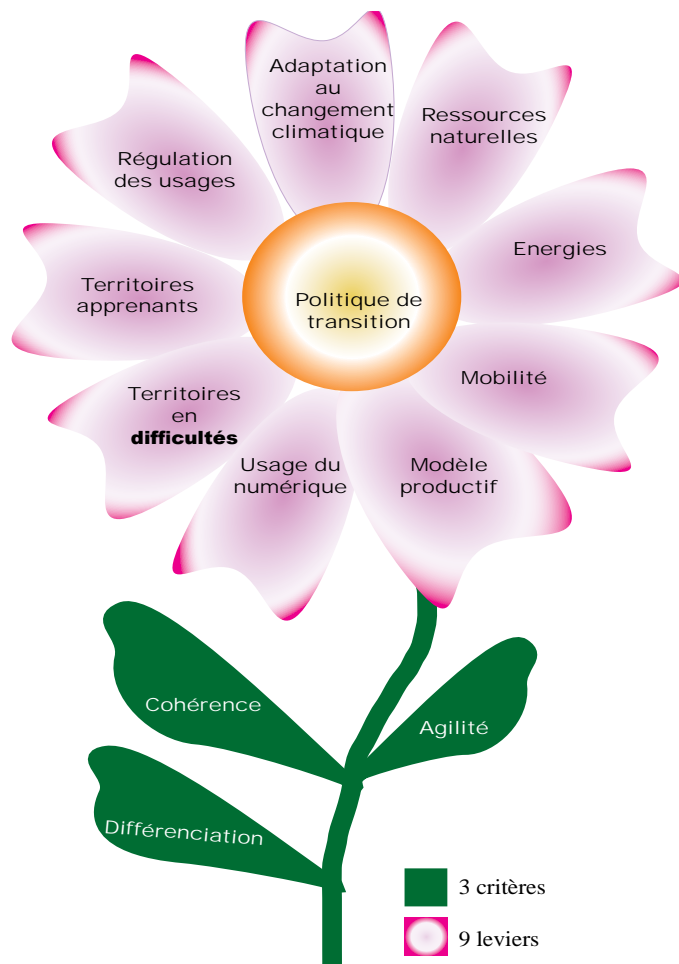 Adaptation
au
changement
climatique
Ressources
naturelles
Régulation
des usages
Energies
Territoires
apprenants
Politique de
transition
Mobilité
Territoires
en
difficultés
Usage du
numérique
Modèle
productif
Cohérence
Agilité
Différenciation
3 critères
9 leviers